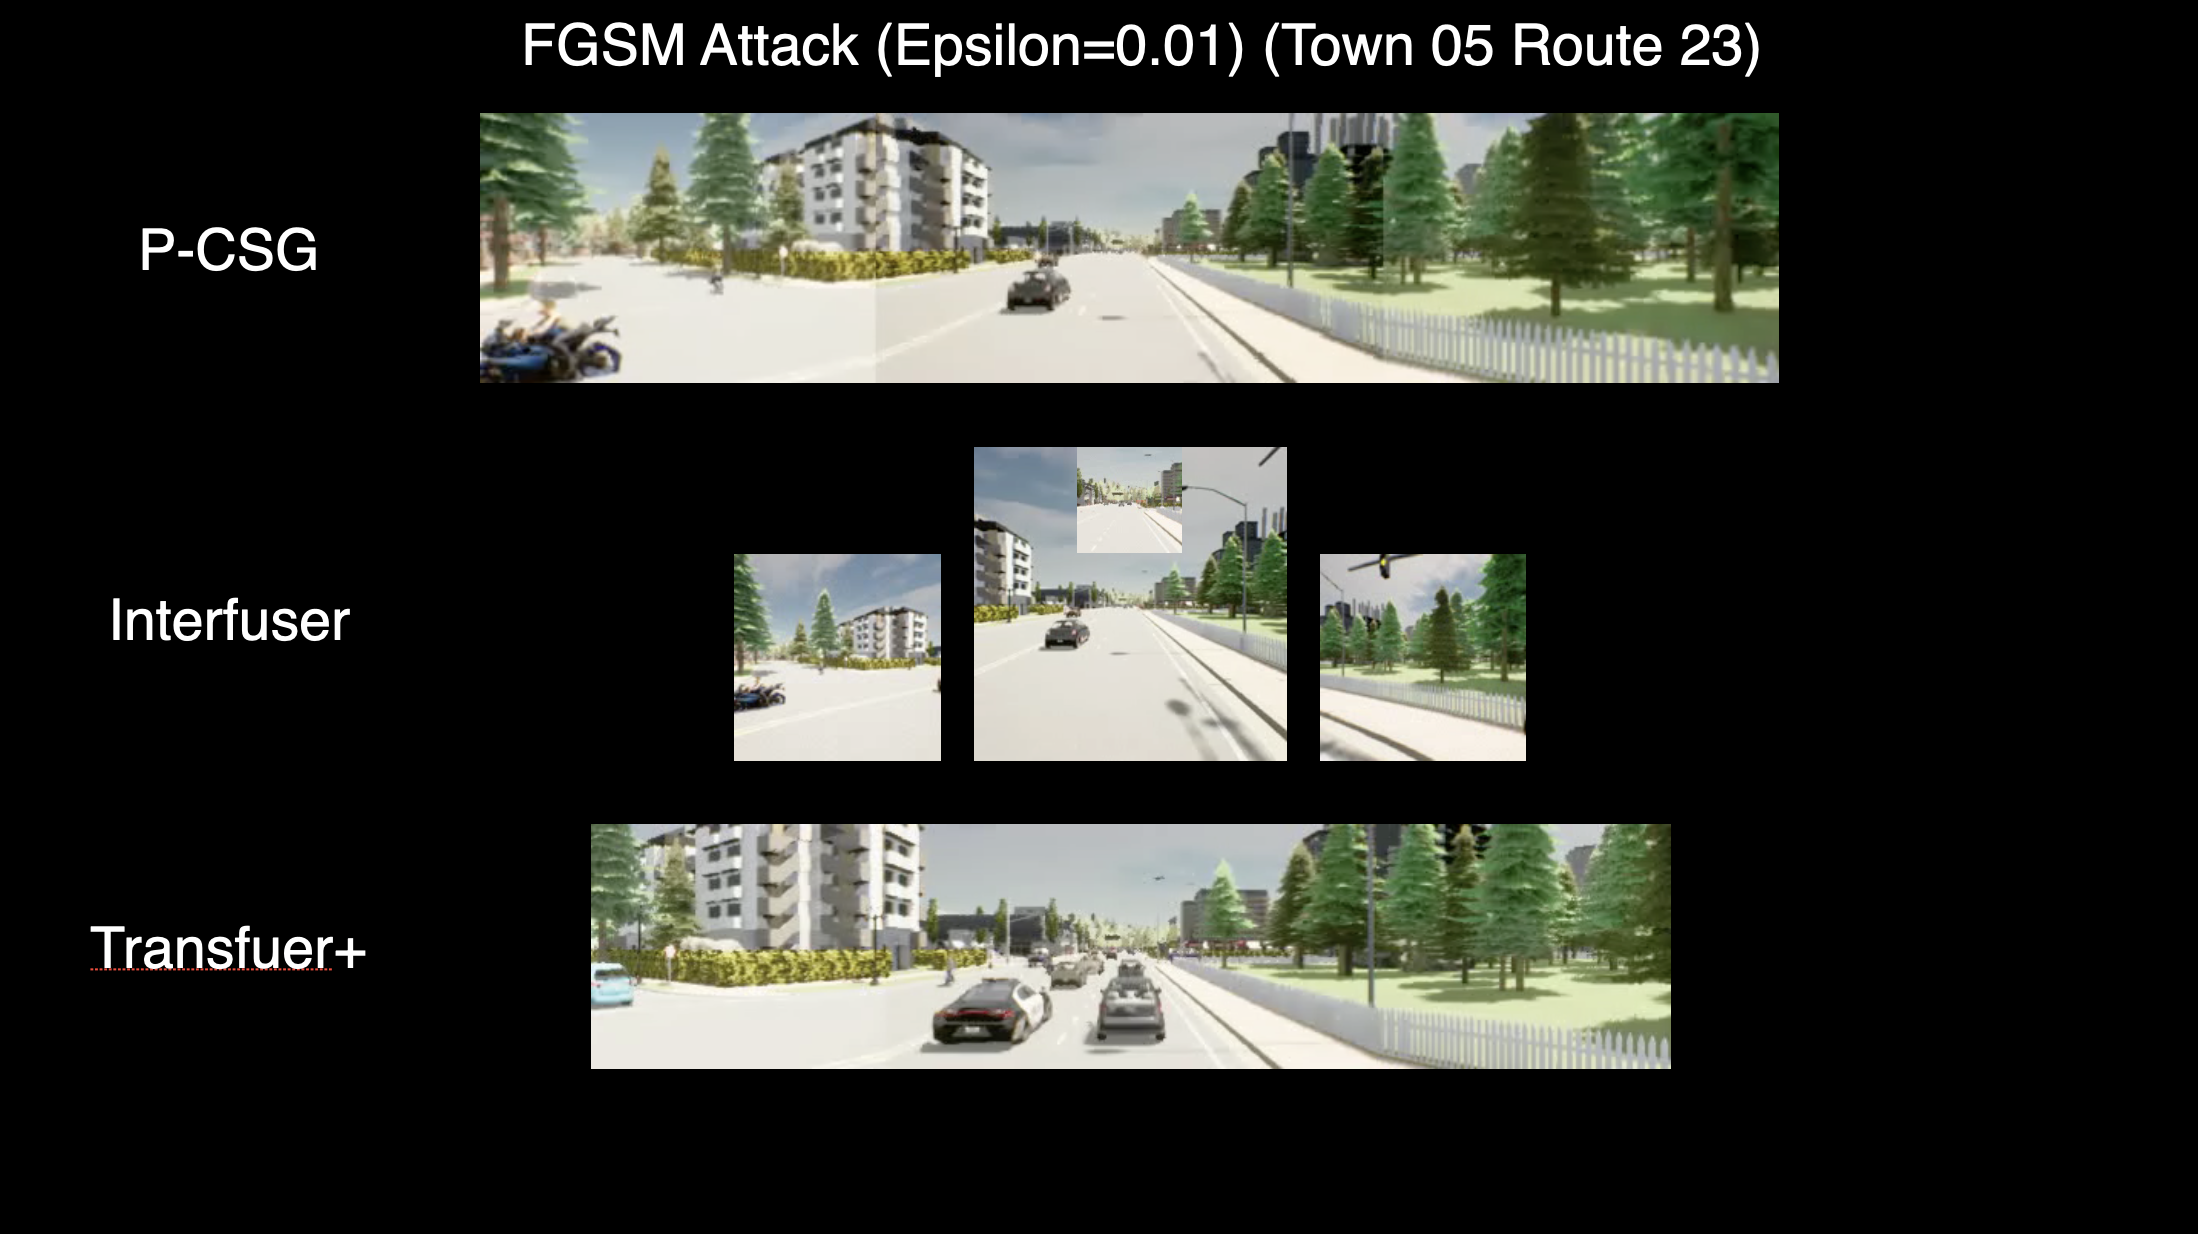 FGSM Attack (Epsilon=0.01) (Town 05 Route 23)
P-CSG
Interfuser
Transfuer+